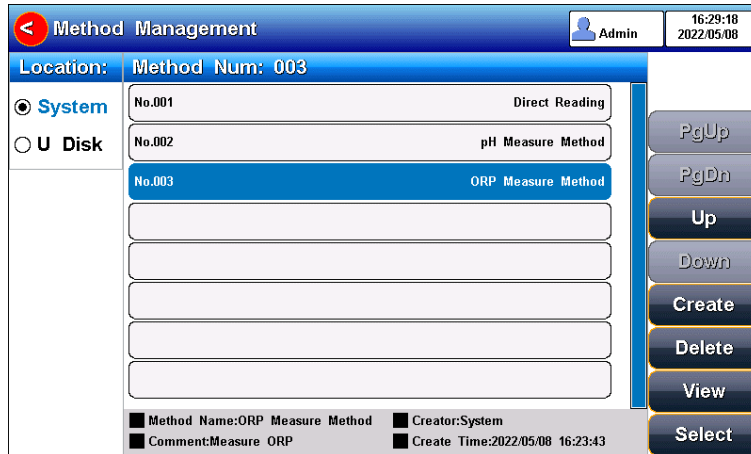 < Method Management
Admin
16:29:18
2022/05/08
Location:
Method Num: 003
System
U Disk
No.001 Direct Reading
No.002 pH Measure Method
No.003 ORP Measure Method
PgUp
PgDn
Up
Down
Create
Delete
View
Select
Method Name:ORP Measure Method
Creator:System
Comment:Measure ORP
Create Time:2022/05/08 16:23:43